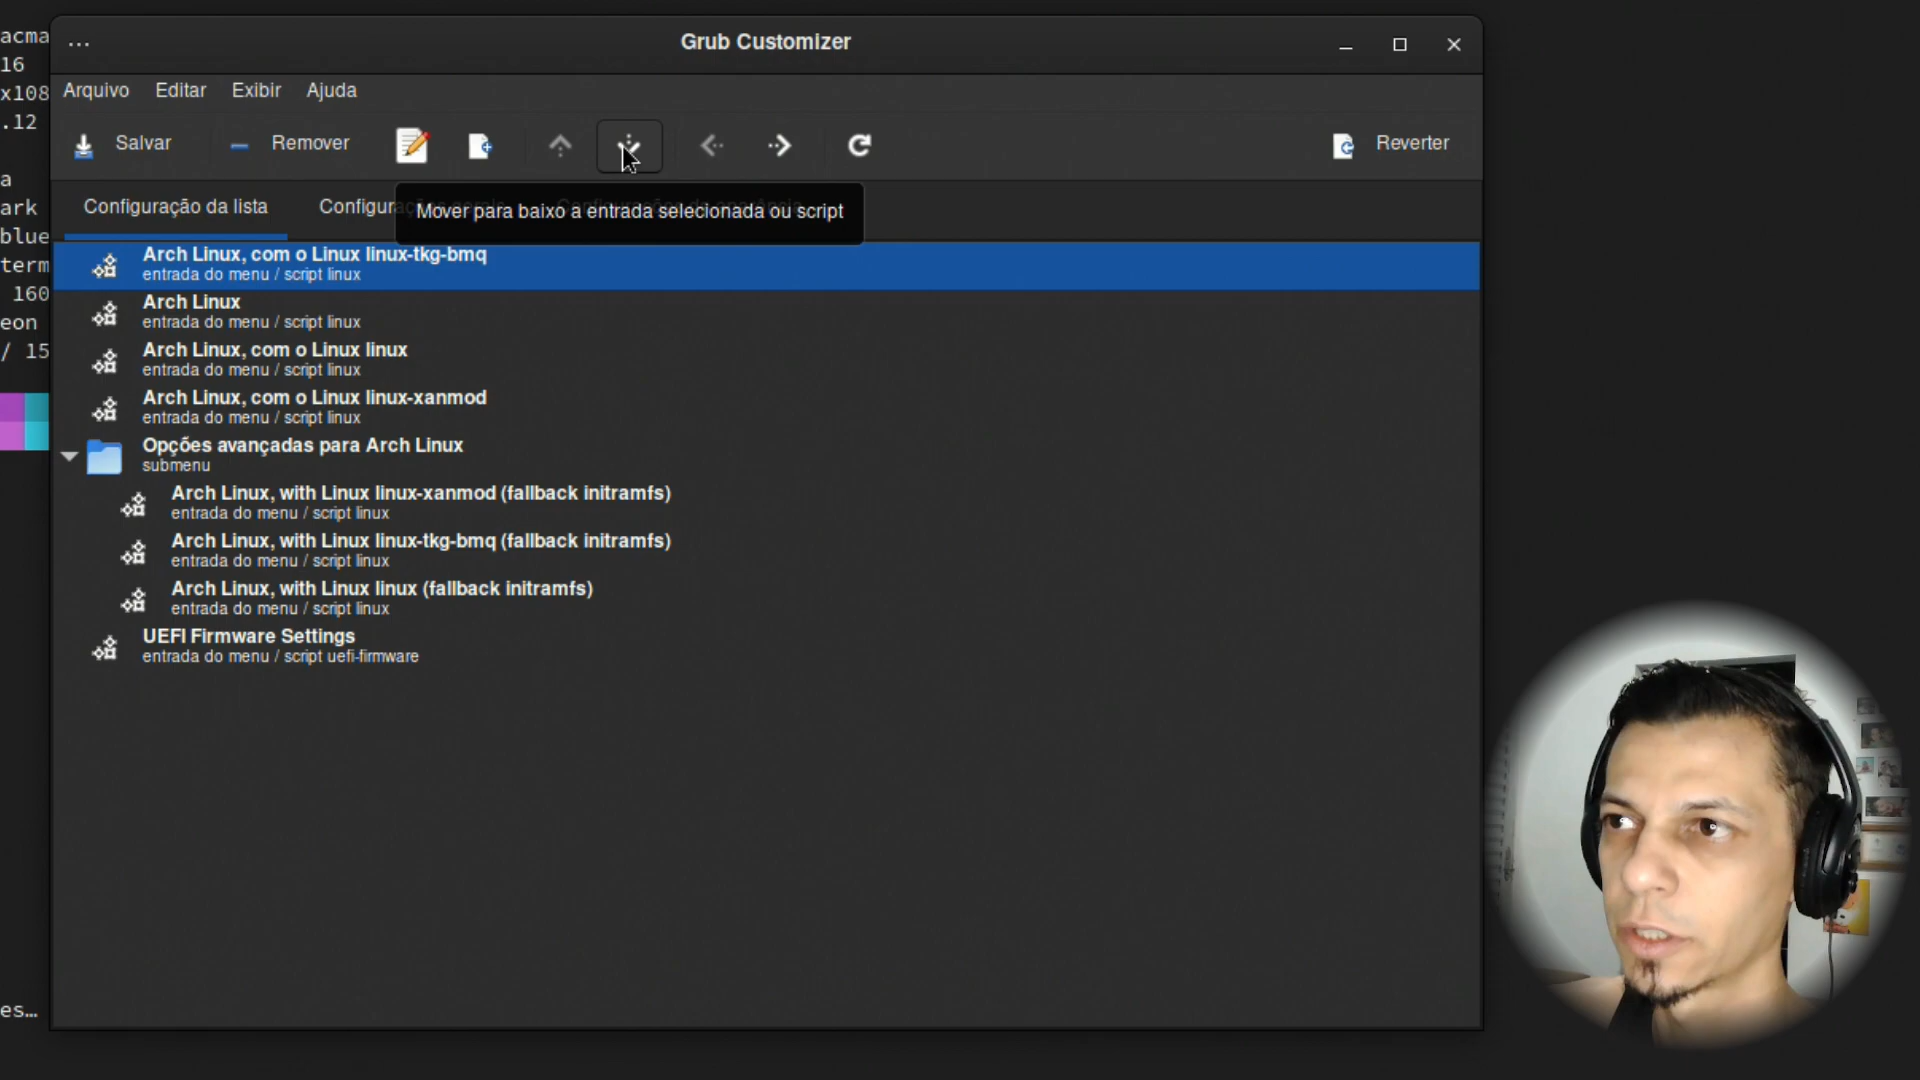 acma
16
x108
.12
a
ark
blue
term
160
eon
/ 15
es…
...
Grub Customizer
Arquivo Editar Exibir Ajuda
Salvar Remover Reverter
Configuração da lista Configura
Mover para baixo a entrada selecionada ou script
Arch Linux, com o Linux linux-tkg-bmq
entrada do menu / script linux
Arch Linux
entrada do menu / script linux
Arch Linux, com o Linux linux
entrada do menu / script linux
Arch Linux, com o Linux linux-xanmod
entrada do menu / script linux
Opções avançadas para Arch Linux
submenu
Arch Linux, with Linux linux-xanmod (fallback initramfs)
entrada do menu / script linux
Arch Linux, with Linux linux-tkg-bmq (fallback initramfs)
entrada do menu / script linux
Arch Linux, with Linux linux (fallback initramfs)
entrada do menu / script linux
UEFI Firmware Settings
entrada do menu / script uefi-firmware